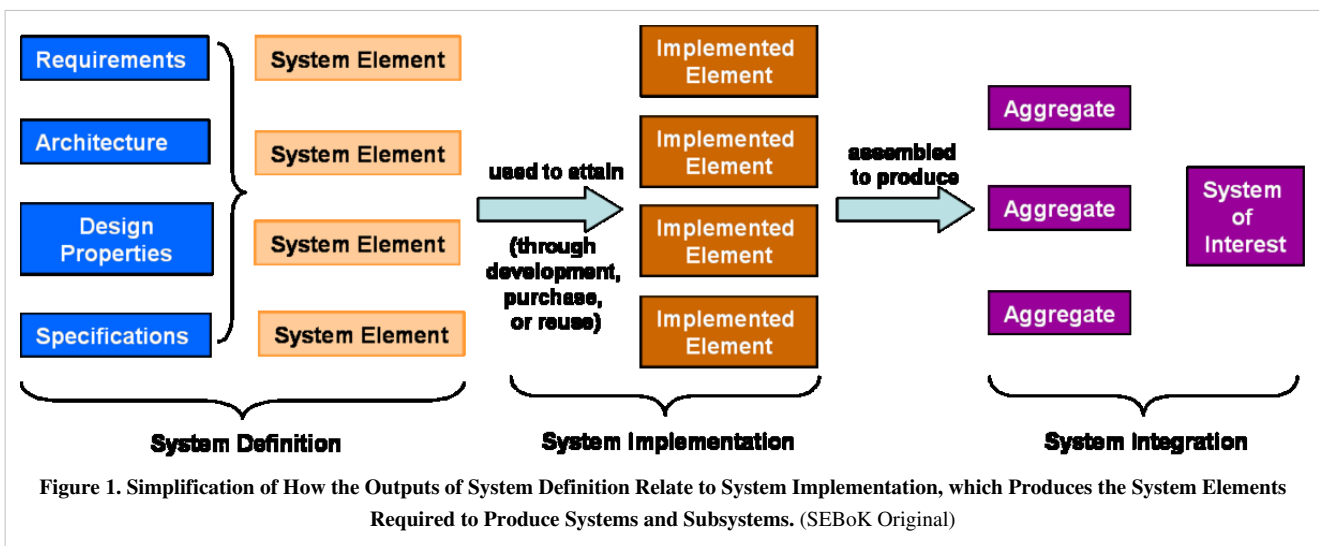 Requirements
Architecture
Design
Properties
Specifications
System Element
System Element
System Element
System Element
System Definition
used to attain
(through
development,
purchase,
or reuse)
Implemented
Element
Implemented
Element
Implemented
Element
Implemented
Element
System Implementation
assembled
to produce
Aggregate
Aggregate
Aggregate
System
of
Interest
System Integration
Figure 1. Simplification of How the Outputs of System Definition Relate to System Implementation, which Produces the System Elements
Required to Produce Systems and Subsystems. (SEBoK Original)